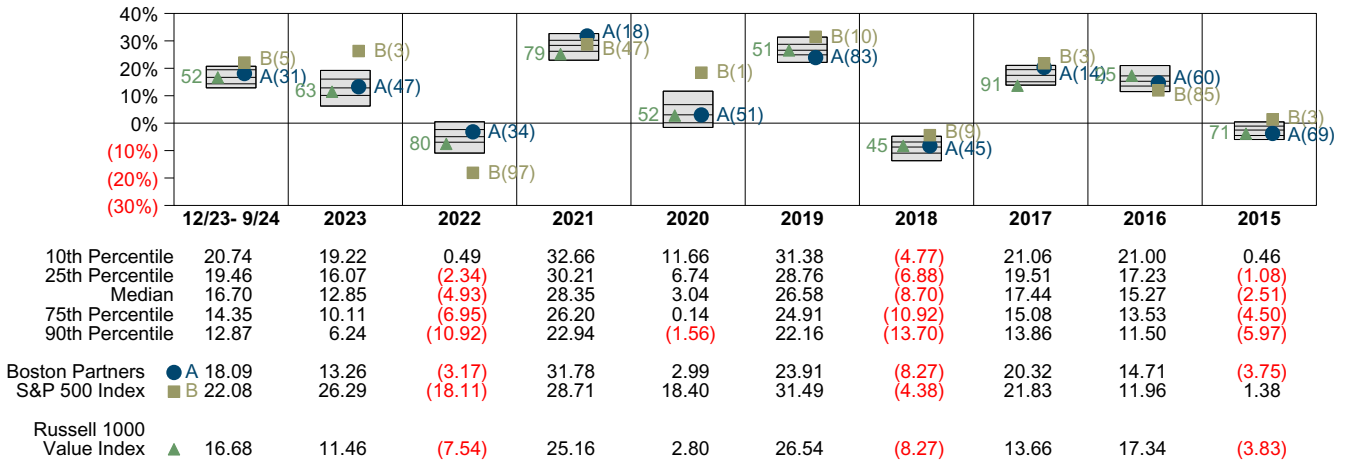 40%
30%
20%
10%
0%
(10%)
(20%)
(30%)
52 B(5) A(31)
63 B(3) A(47)
80 A(34) B(97)
79 A(18) B(47)
52 B(1) A(51)
51 B(10) A(83)
45 B(9) A(45)
91 B(3) A(14)
25 A(60) B(85)
71 B(3) A(69)
12/23- 9/24 2023 2022 2021 2020 2019 2018 2017 2016 2015
10th Percentile 20.74 19.22 0.49 32.66 11.66 31.38 (4.77) 21.06 21.00 0.46
25th Percentile 19.46 16.07 (2.34) 30.21 6.74 28.76 (6.88) 19.51 17.23 (1.08)
Median 16.70 12.85 (4.93) 28.35 3.04 26.58 (8.70) 17.44 15.27 (2.51)
75th Percentile 14.35 10.11 (6.95) 26.20 0.14 24.91 (10.92) 15.08 13.53 (4.50)
90th Percentile 12.87 6.24 (10.92) 22.94 (1.56) 22.16 (13.70) 13.86 11.50 (5.97)
Boston Partners A 18.09 13.26 (3.17) 31.78 2.99 23.91 (8.27) 20.32 14.71 (3.75)
S&P 500 Index B 22.08 26.29 (18.11) 28.71 18.40 31.49 (4.38) 21.83 11.96 1.38
Russell 1000
Value Index 16.68 11.46 (7.54) 25.16 2.80 26.54 (8.27) 13.66 17.34 (3.83)